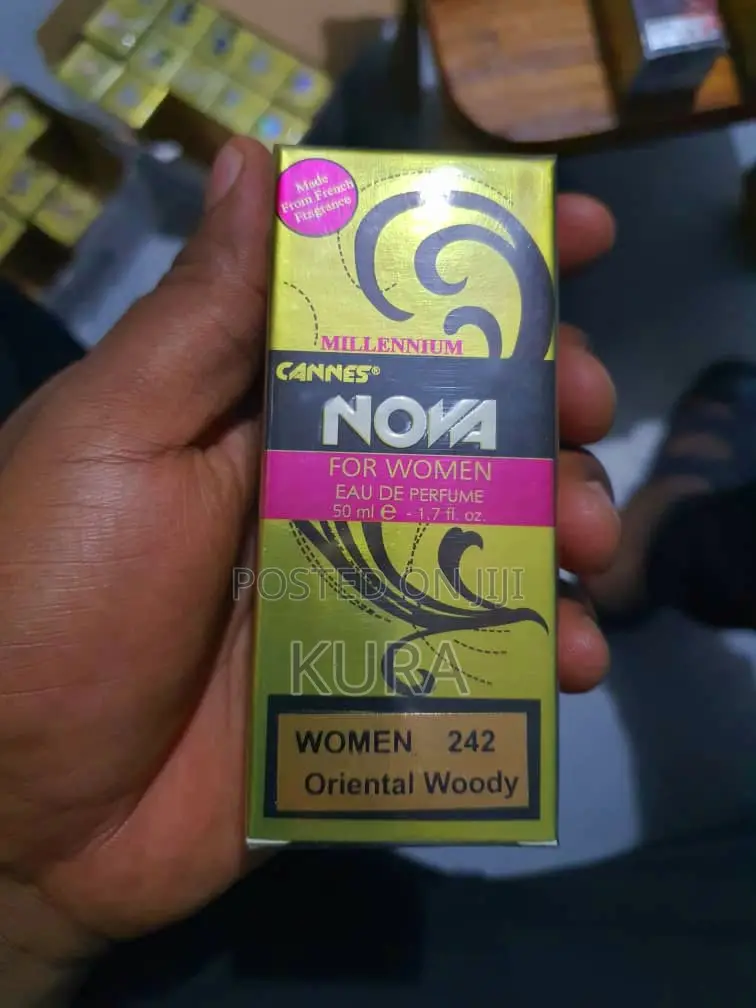 Made
From French
Fragrance
MILLENNIUM
CANNES®
NOVA
FOR WOMEN
EAU DE PERFUME
50 ml e - 1.7 fl. oz.
POSTED ON JIJI
KURA
WOMEN 242
Oriental Woody